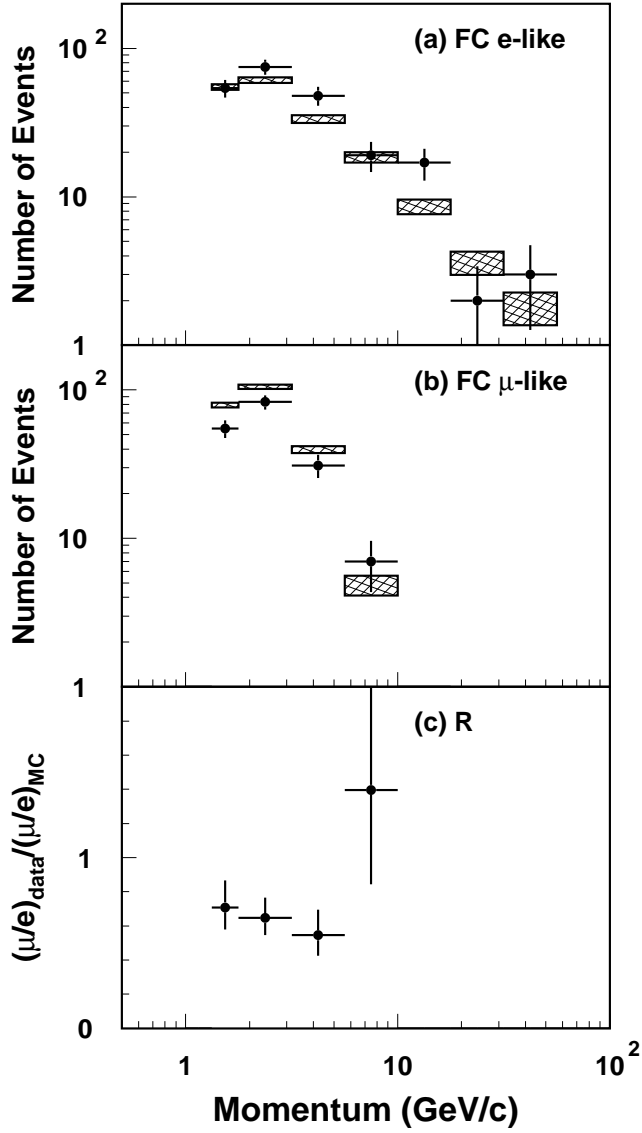 10²
(a) FC e-like
10
1
Number of Events
10²
(b) FC μ-like
10
1
Number of Events
(c) R
1
0
(μ/e)data/(μ/e)MC
1
10
10²
Momentum (GeV/c)